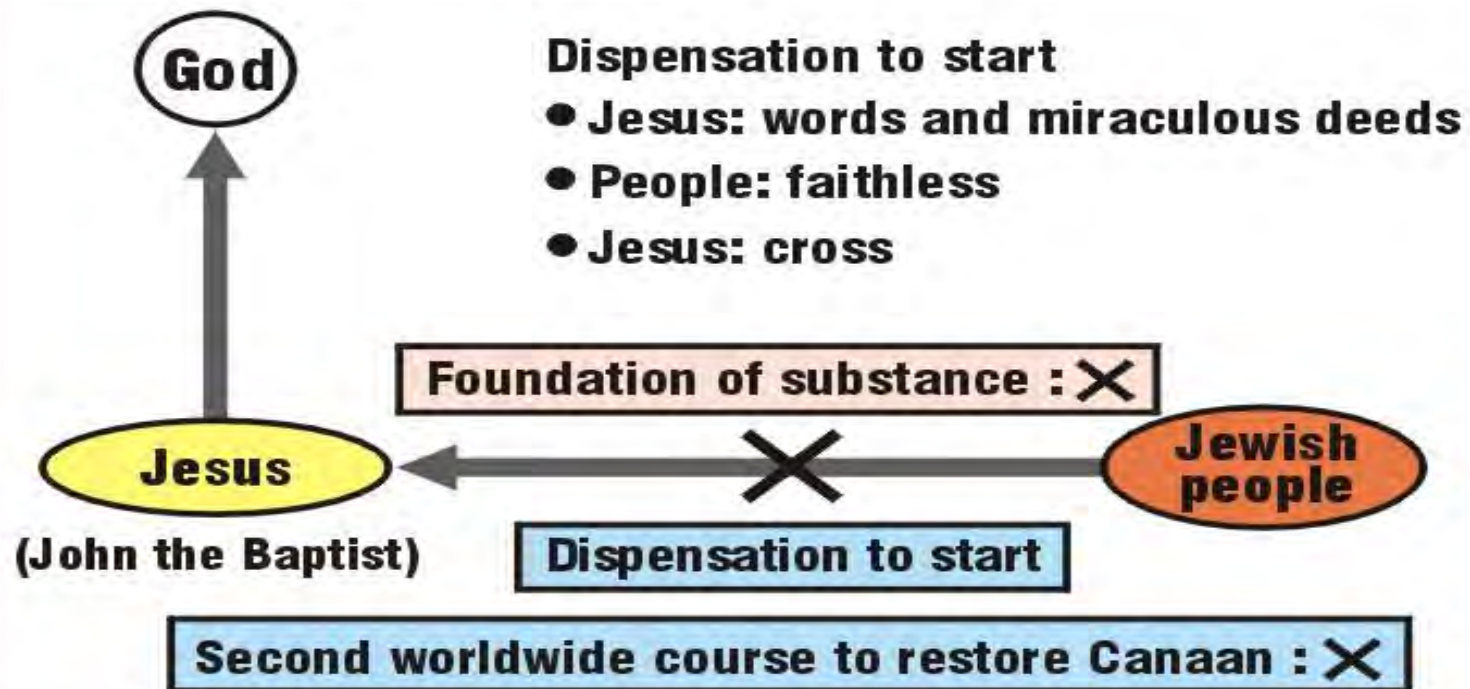 God
Dispensation to start
• Jesus: words and miraculous deeds
• People: faithless
• Jesus: cross
Foundation of substance : ✕
Jesus
Jewish
people
(John the Baptist)
Dispensation to start
Second worldwide course to restore Canaan : ✕